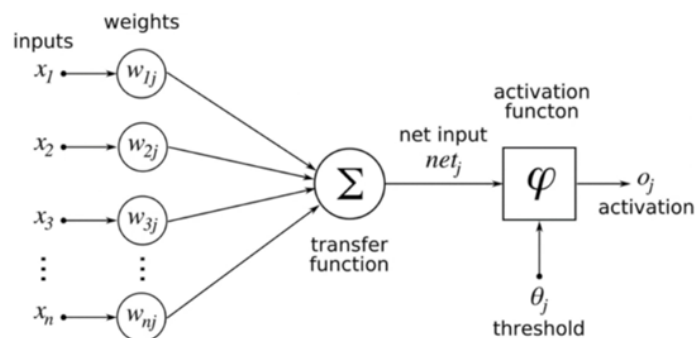 weights
inputs
x₁ w₁ⱼ
x₂ w₂ⱼ
x₃ w₃ⱼ
⋮ ⋮
xₙ wₙⱼ
Σ
transfer
function
net input
netⱼ
activation
functon
φ
oⱼ
activation
θⱼ
threshold